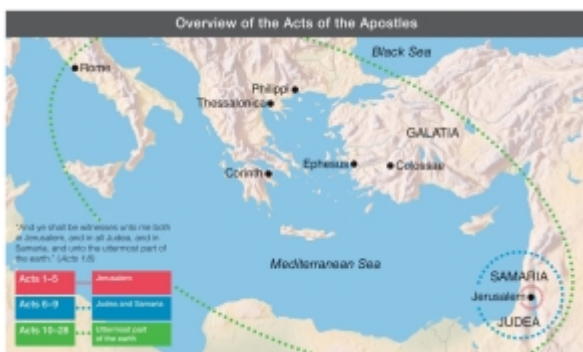 Overview of the Acts of the Apostles
Black Sea
Rome
Philippi
Thessalonica
GALATIA
Corinth
Ephesus
Colossae
"And ye shall be witnesses unto me both
in Jerusalem, and in all Judea, and in
Samaria, and unto the uttermost part of
the earth." (Acts 1:8)
Mediterranean Sea
SAMARIA
Jerusalem
JUDEA
Acts 1–5 Jerusalem
Acts 6–9 Judea and Samaria
Acts 10–28 Uttermost part
of the earth